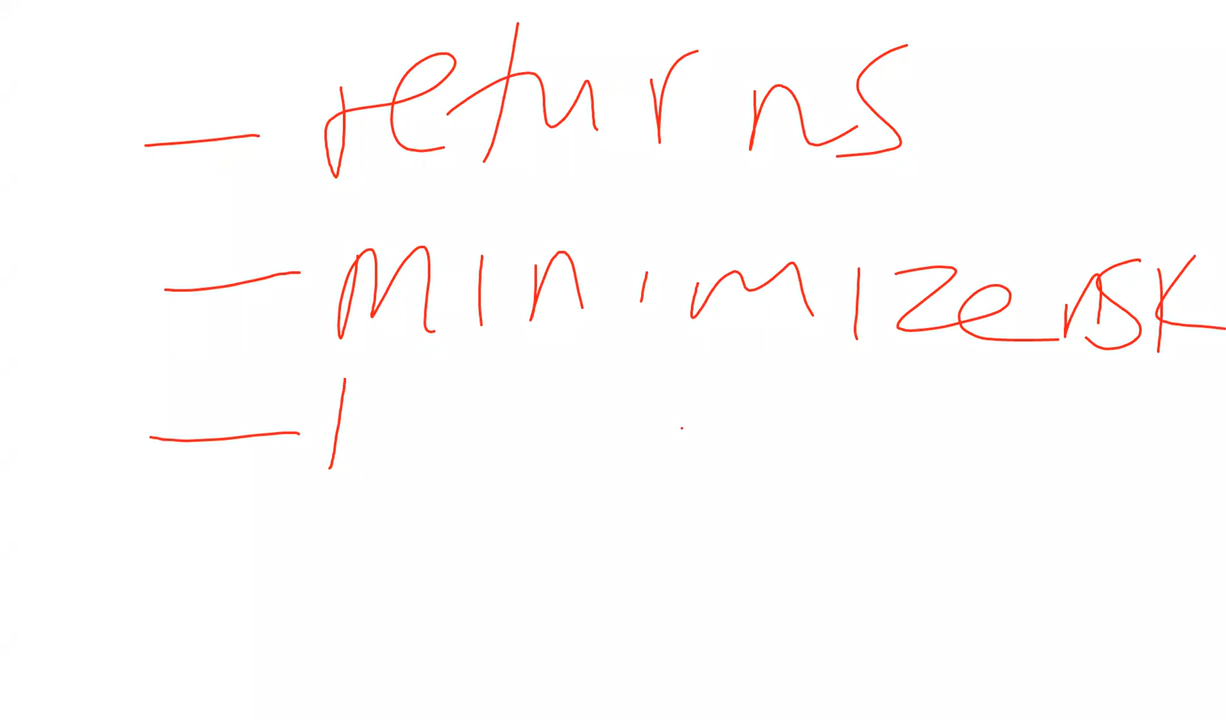 - returns
- minimize risk
-